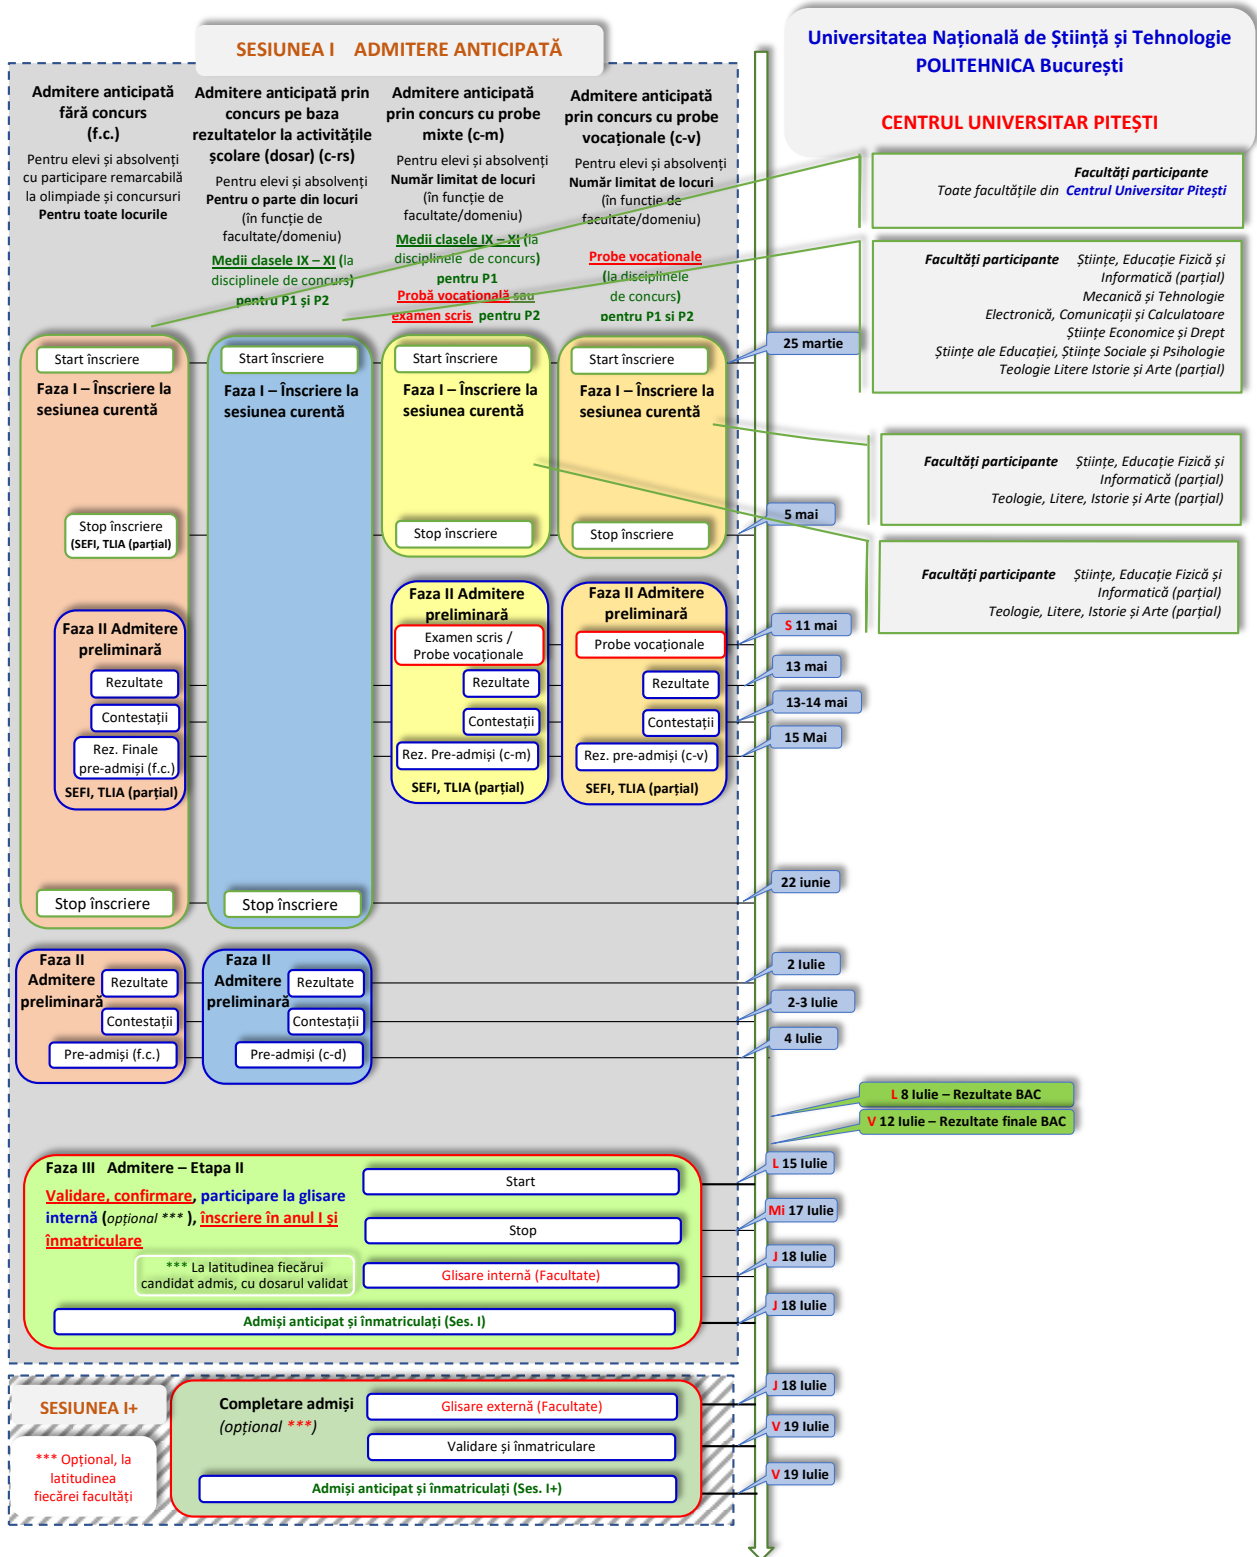 SESIUNEA I ADMITERE ANTICIPATĂ
Universitatea Națională de Știință și Tehnologie
POLITEHNICA București
CENTRUL UNIVERSITAR PITEȘTI
Admitere anticipată
fără concurs
(f.c.)
Pentru elevi și absolvenți
cu participare remarcabilă
la olimpiade și concursuri
Pentru toate locurile
Admitere anticipată prin
concurs pe baza
rezultatelor la activitățile
școlare (dosar) (c-rs)
Pentru elevi și absolvenți
Pentru o parte din locuri
(în funcție de
facultate/domeniu)
Medii clasele IX – XI (la
disciplinele de concurs)
pentru P1 și P2
Admitere anticipată
prin concurs cu probe
mixte (c-m)
Pentru elevi și absolvenți
Număr limitat de locuri
(în funcție de
facultate/domeniu)
Medii clasele IX – XI (la
disciplinele de concurs)
pentru P1
Probă vocațională sau
examen scris pentru P2
Admitere anticipată
prin concurs cu probe
vocaționale (c-v)
Pentru elevi și absolvenți
Număr limitat de locuri
(în funcție de
facultate/domeniu)
Probe vocaționale
(la disciplinele
de concurs)
pentru P1 si P2
Facultăți participante
Toate facultățile din Centrul Universitar Pitești
Facultăți participante Științe, Educație Fizică și
Informatică (parțial)
Mecanică și Tehnologie
Electronică, Comunicații și Calculatoare
Științe Economice și Drept
Științe ale Educației, Științe Sociale și Psihologie
Teologie Litere Istorie și Arte (parțial)
Facultăți participante Științe, Educație Fizică și
Informatică (parțial)
Teologie, Litere, Istorie și Arte (parțial)
Facultăți participante Științe, Educație Fizică și
Informatică (parțial)
Teologie, Litere, Istorie și Arte (parțial)
Start înscriere
Start înscriere
Start înscriere
Start înscriere
25 martie
Faza I – Înscriere la
sesiunea curentă
Faza I – Înscriere la
sesiunea curentă
Faza I – Înscriere la
sesiunea curentă
Faza I – Înscriere la
sesiunea curentă
Stop înscriere
(SEFI, TLIA (parțial)
Stop înscriere
Stop înscriere
5 mai
Faza II Admitere
preliminară
Rezultate
Contestații
Rez. Finale
pre-admiși (f.c.)
SEFI, TLIA (parțial)
Faza II Admitere
preliminară
Examen scris /
Probe vocaționale
Rezultate
Contestații
Rez. Pre-admiși (c-m)
SEFI, TLIA (parțial)
Faza II Admitere
preliminară
Probe vocaționale
Rezultate
Contestații
Rez. pre-admiși (c-v)
SEFI, TLIA (parțial)
S 11 mai
13 mai
13-14 mai
15 Mai
Stop înscriere
Stop înscriere
22 iunie
Faza II
Admitere
preliminară
Rezultate
Contestații
Pre-admiși (f.c.)
Faza II
Admitere
preliminară
Rezultate
Contestații
Pre-admiși (c-d)
2 Iulie
2-3 Iulie
4 Iulie
L 8 Iulie – Rezultate BAC
V 12 Iulie – Rezultate finale BAC
Faza III Admitere – Etapa II
Validare, confirmare, participare la glisare
internă (opțional *** ), înscriere în anul I și
înmatriculare
*** La latitudinea fiecărui
candidat admis, cu dosarul validat
Start
Stop
Glisare internă (Facultate)
Admiși anticipat și înmatriculați (Ses. I)
L 15 Iulie
Mi 17 Iulie
J 18 Iulie
J 18 Iulie
SESIUNEA I+
*** Opțional, la
latitudinea
fiecărei facultăți
Completare admiși
(opțional ***)
Glisare externă (Facultate)
Validare și înmatriculare
Admiși anticipat și înmatriculați (Ses. I+)
J 18 Iulie
V 19 Iulie
V 19 Iulie